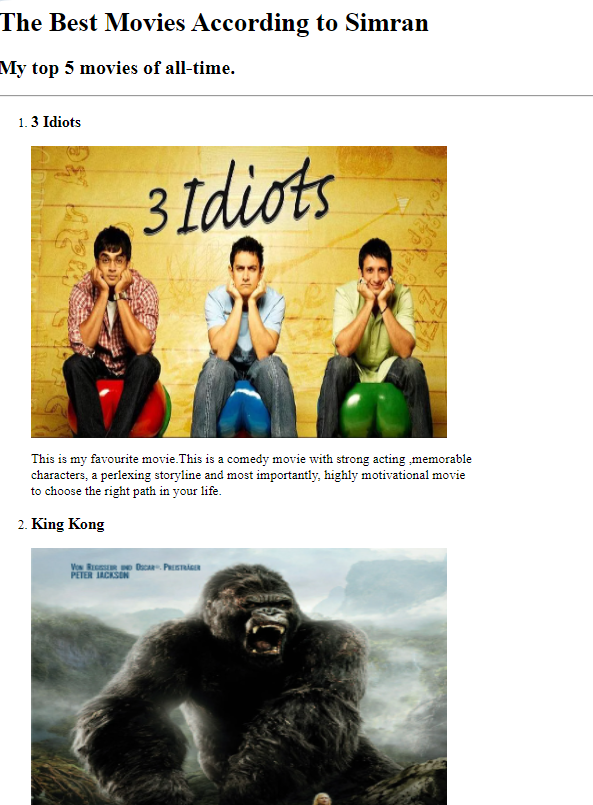 The Best Movies According to Simran
My top 5 movies of all-time.
1. 3 Idiots
3 Idiots
This is my favourite movie.This is a comedy movie with strong acting ,memorable
characters, a perlexing storyline and most importantly, highly motivational movie
to choose the right path in your life.
2. King Kong
VON REGISSEUR UND OSCAR®- PREISTRÄGER
PETER JACKSON